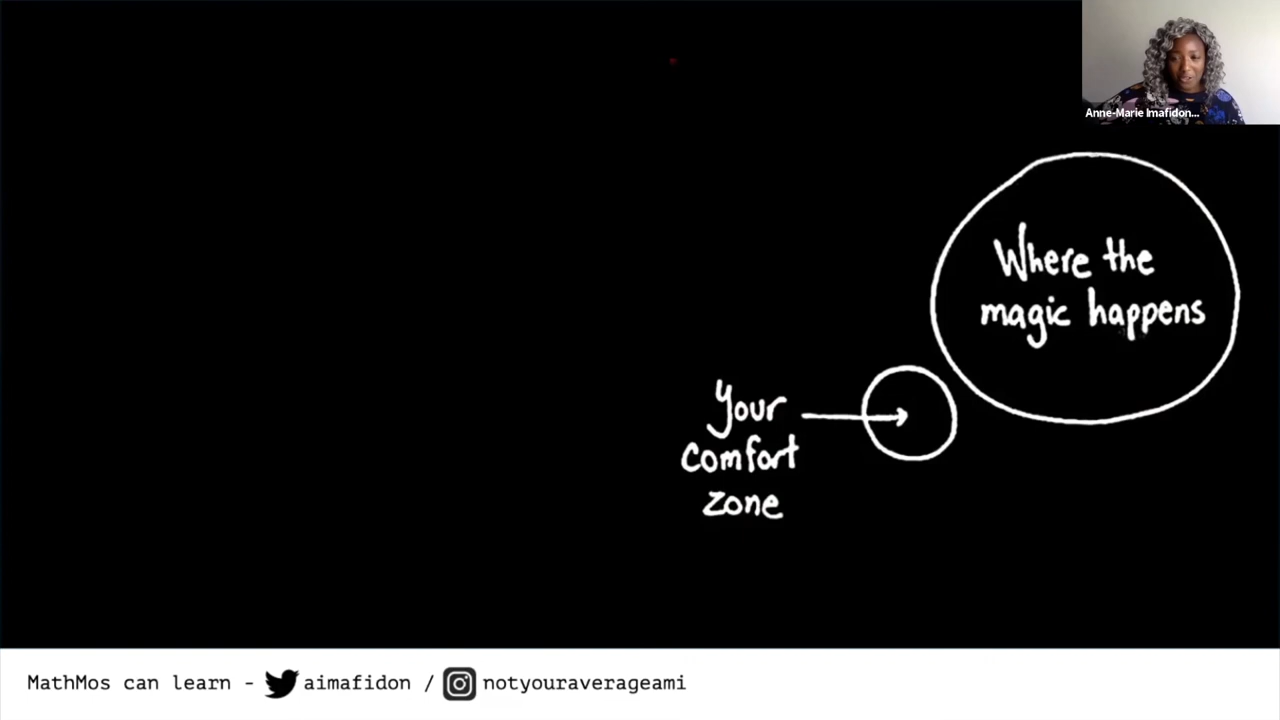 Anne-Marie Imafidon...
Where the
magic happens
Your
comfort
zone
MathMos can learn - aimafidon / notyouraverageami